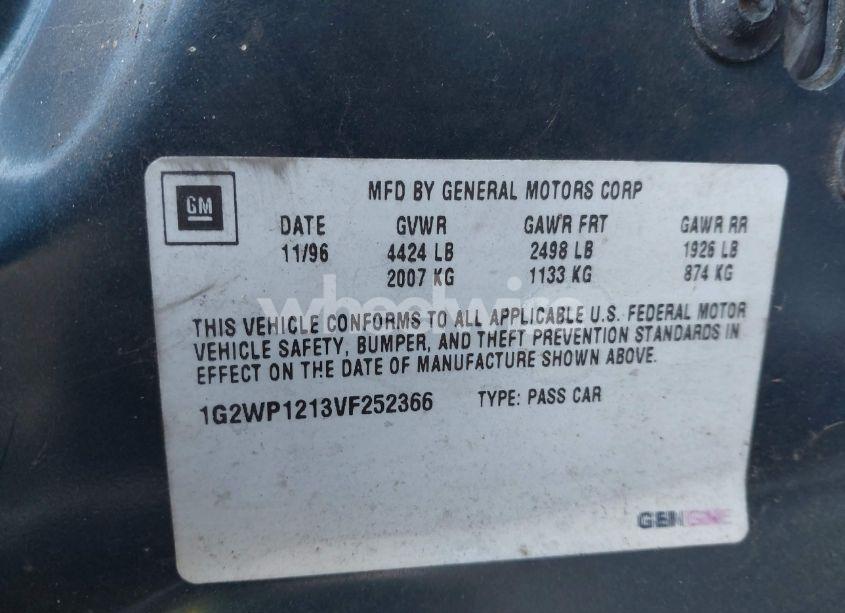 GM
MFD BY GENERAL MOTORS CORP
DATE GVWR GAWR FRT GAWR RR
11/96 4424 LB 2498 LB 1926 LB
2007 KG 1133 KG 874 KG
wheelwire
THIS VEHICLE CONFORMS TO ALL APPLICABLE U.S. FEDERAL MOTOR
VEHICLE SAFETY, BUMPER, AND THEFT PREVENTION STANDARDS IN
EFFECT ON THE DATE OF MANUFACTURE SHOWN ABOVE.
1G2WP1213VF252366 TYPE: PASS CAR